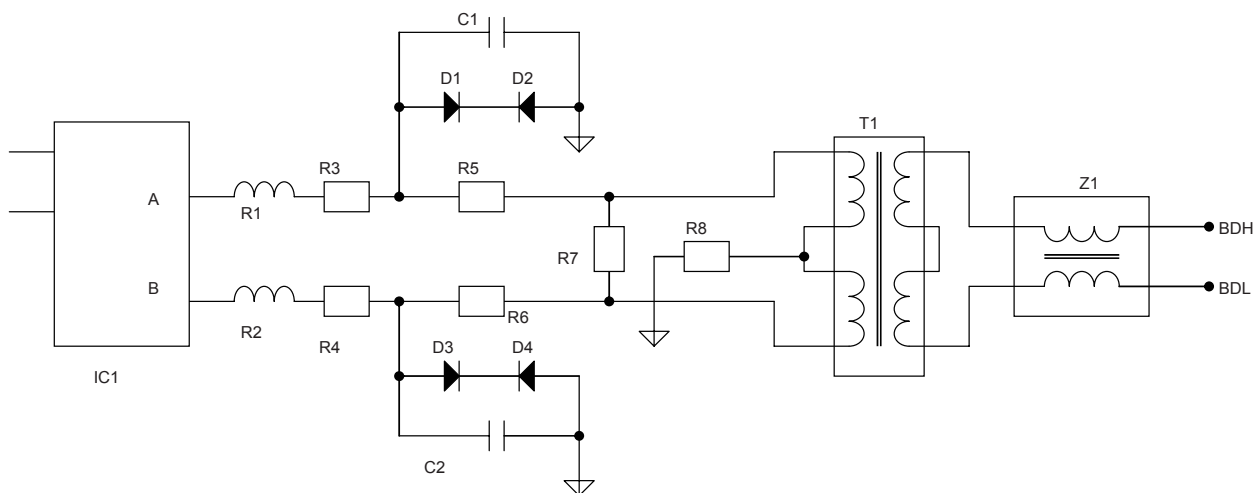 C1
D1 D2
T1
A
R3
R5
Z1
R1
BDH
R8
R7
B
BDL
R2
R4
R6
D3 D4
IC1
C2